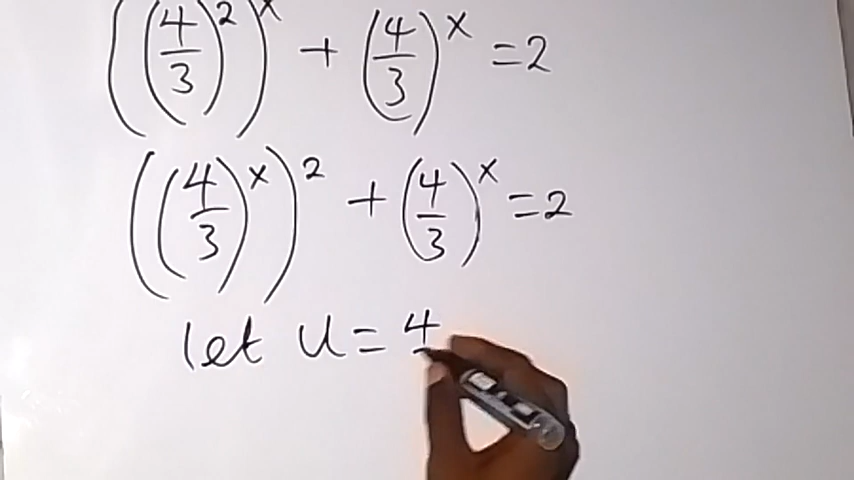 ((4/3)²)ˣ + (4/3)ˣ = 2
((4/3)ˣ)² + (4/3)ˣ = 2
let u = 4